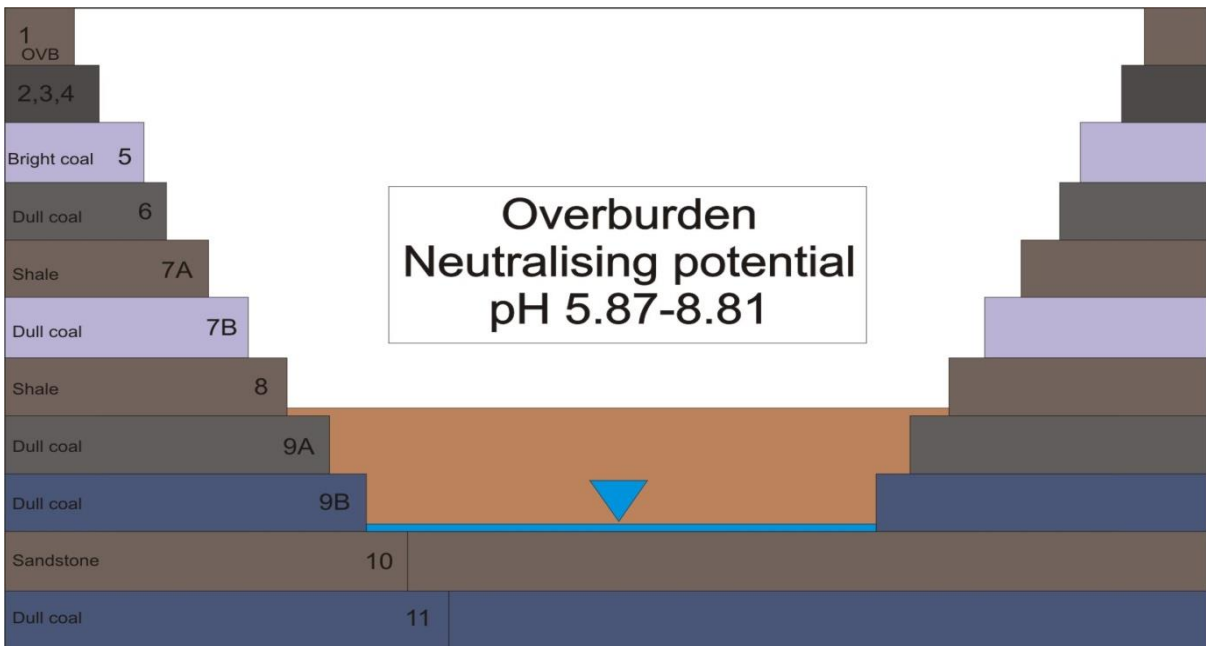 1
OVB
2,3,4
Bright coal 5
Dull coal 6
Shale 7A
Dull coal 7B
Shale 8
Dull coal 9A
Dull coal 9B
Sandstone 10
Dull coal 11
Overburden
Neutralising potential
pH 5.87-8.81